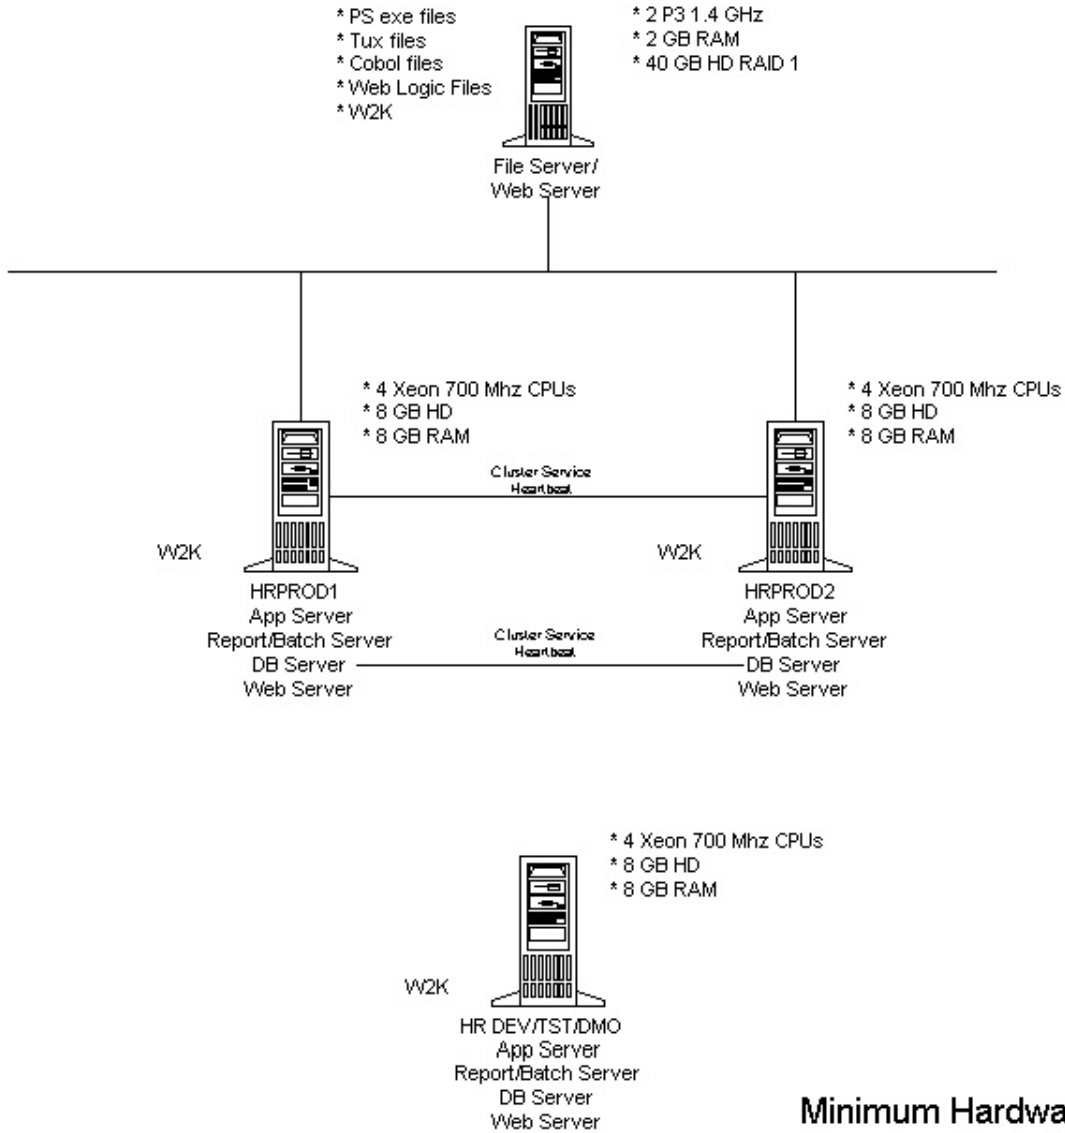 * PS exe files
* Tux files
* Cobol files
* Web Logic Files
* W2K
* 2 P3 1.4 GHz
* 2 GB RAM
* 40 GB HD RAID 1
File Server/
Web Server
* 4 Xeon 700 Mhz CPUs
* 8 GB HD
* 8 GB RAM
* 4 Xeon 700 Mhz CPUs
* 8 GB HD
* 8 GB RAM
Cluster Service
Heartbeat
W2K
W2K
HRPROD1
App Server
Report/Batch Server
DB Server
Web Server
Cluster Service
Heartbeat
HRPROD2
App Server
Report/Batch Server
DB Server
Web Server
* 4 Xeon 700 Mhz CPUs
* 8 GB HD
* 8 GB RAM
W2K
HR DEV/TST/DMO
App Server
Report/Batch Server
DB Server
Web Server
Minimum Hardwa